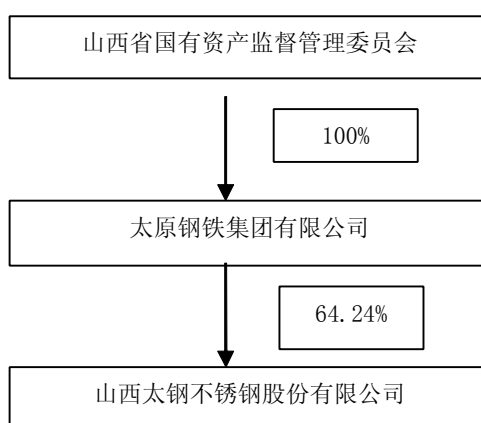 山西省国有资产监督管理委员会
100%
太原钢铁集团有限公司
64.24%
山西太钢不锈钢股份有限公司